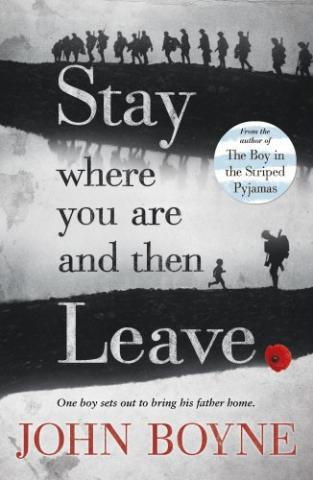 Stay
where
you are
and then
Leave
From the
author of
The Boy in
the Striped
Pyjamas
One boy sets out to bring his father home.
JOHN BOYNE